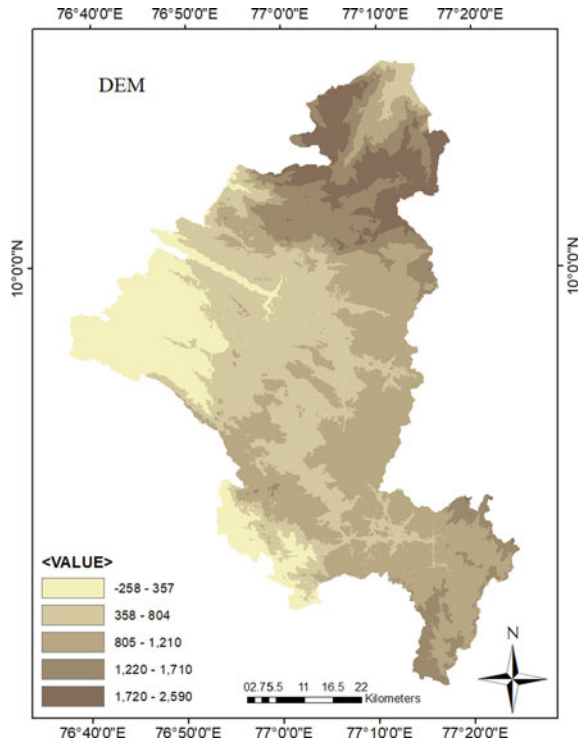 76°40'0"E 76°50'0"E 77°0'0"E 77°10'0"E 77°20'0"E
DEM
10°0'0"N
10°0'0"N
<VALUE>
-258 - 357
358 - 804
805 - 1,210
1,220 - 1,710
1,720 - 2,590
N
02.755.5 11 16.5 22
Kilometers
76°40'0"E 76°50'0"E 77°0'0"E 77°10'0"E 77°20'0"E